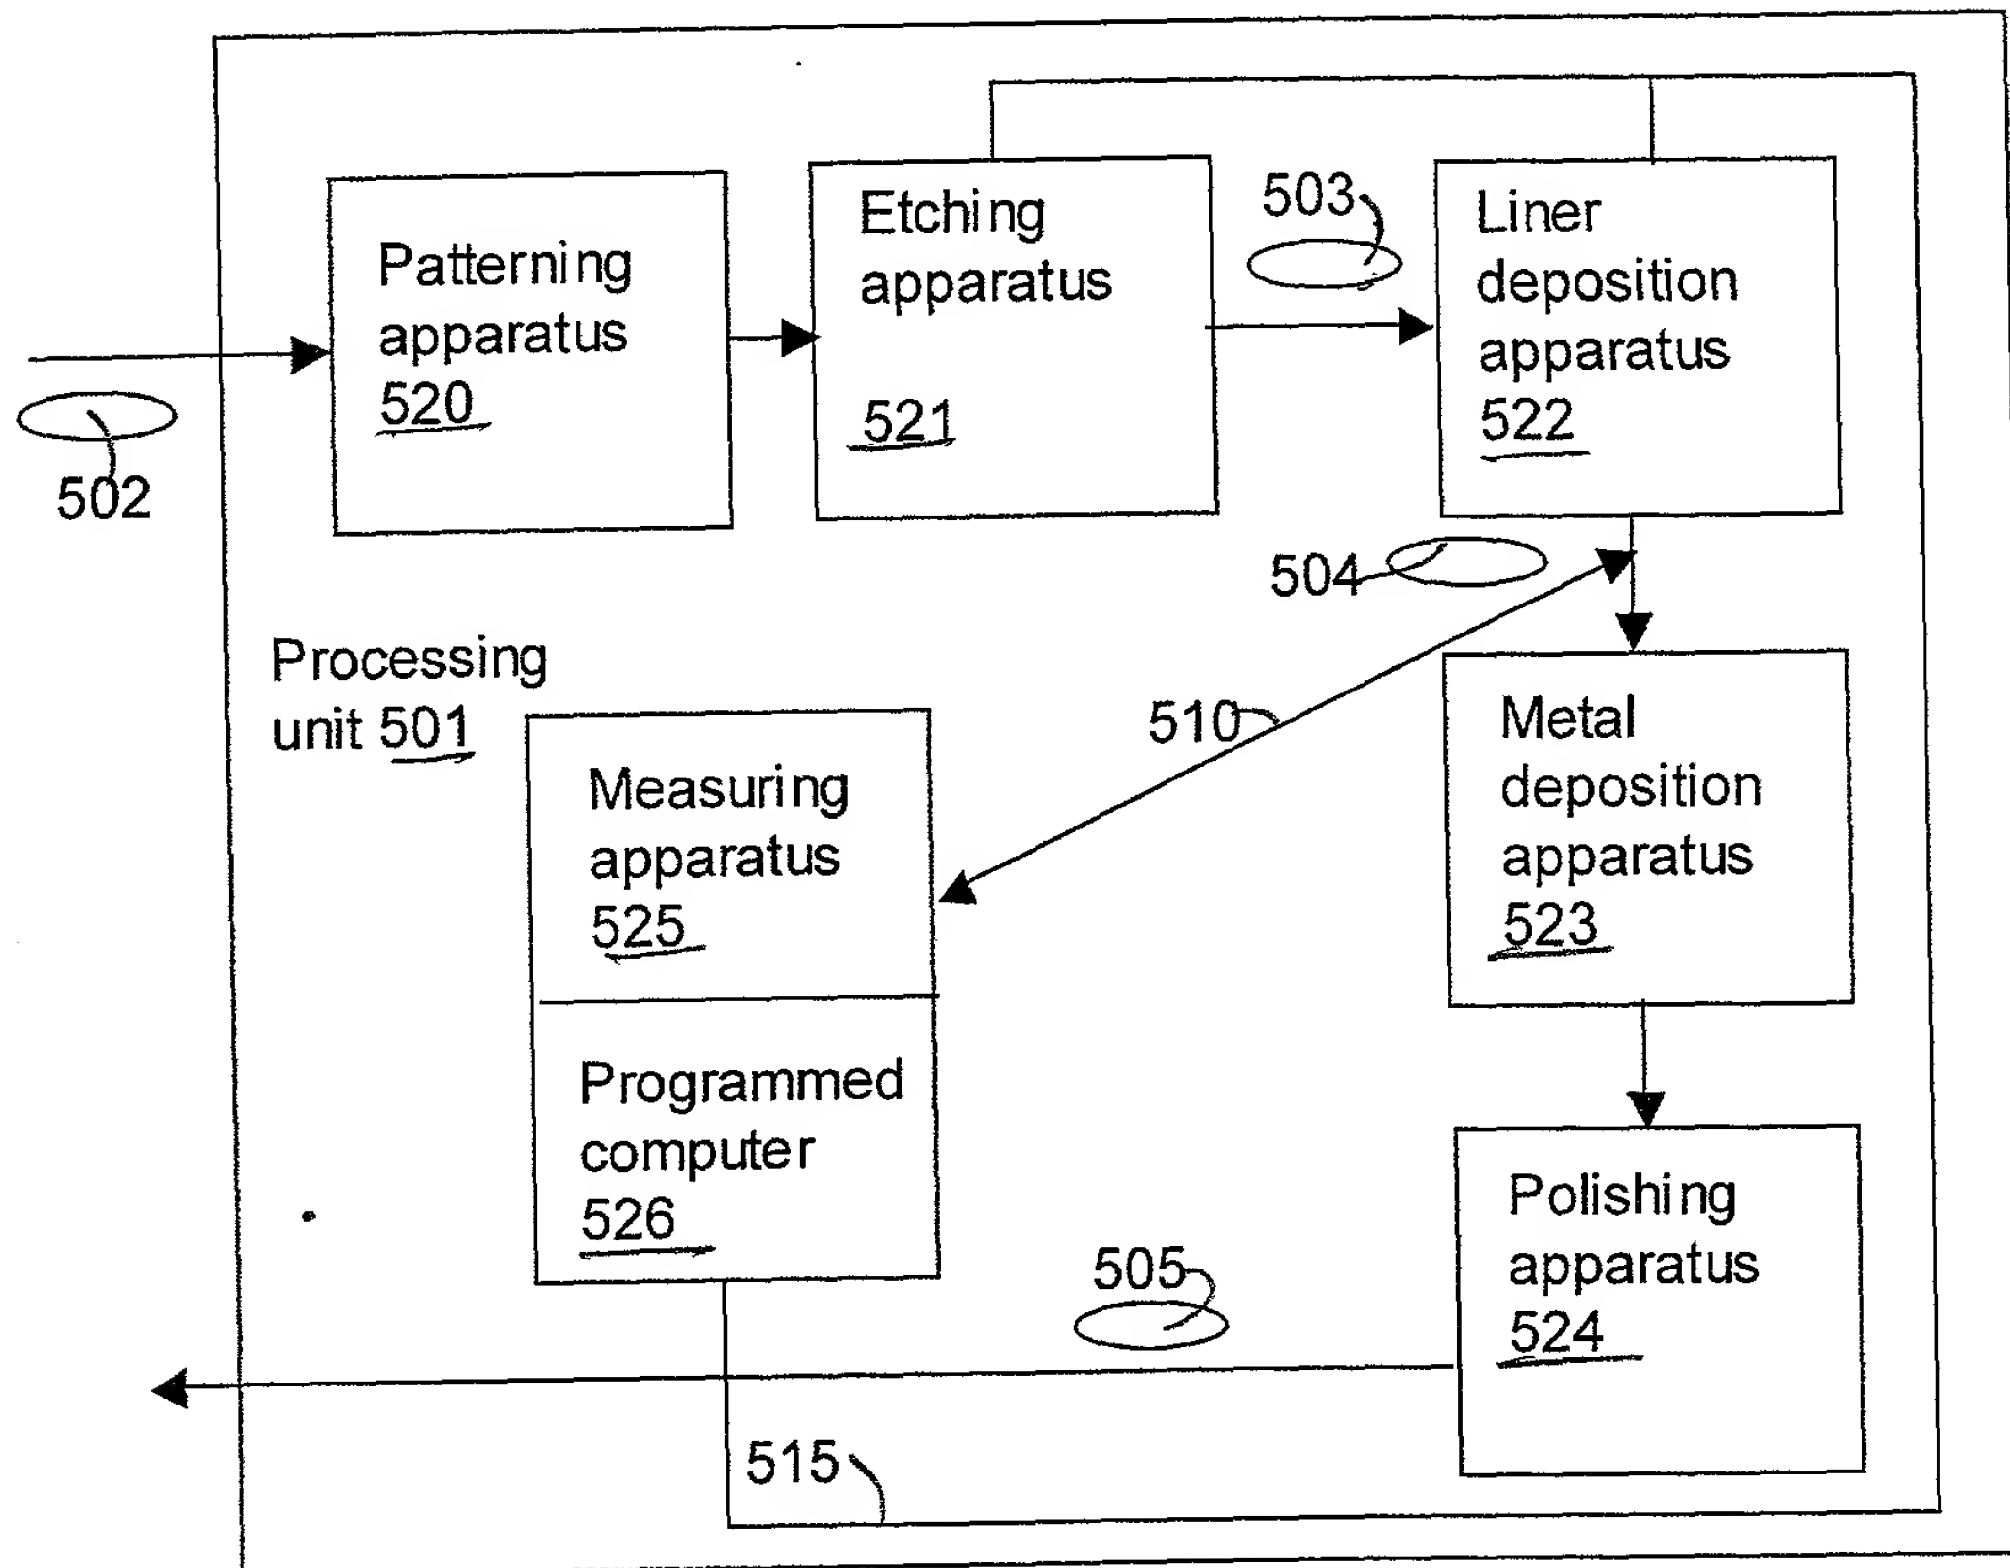 Patterning
apparatus
520
Etching
apparatus
521
503
Liner
deposition
apparatus
522
502
504
Processing
unit 501
510
Metal
deposition
apparatus
523
Measuring
apparatus
525
Programmed
computer
526
Polishing
apparatus
524
505
515